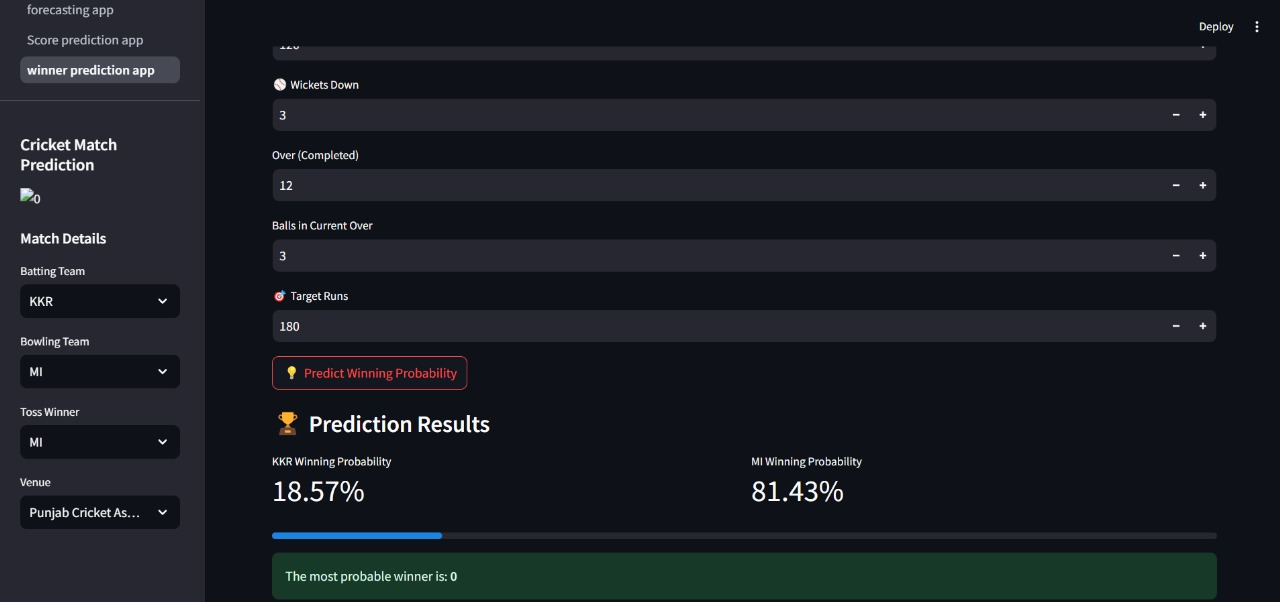 forecasting app
Score prediction app
winner prediction app
Cricket Match
Prediction
0
Match Details
Batting Team
KKR
Bowling Team
MI
Toss Winner
MI
Venue
Punjab Cricket As...
Deploy
Wickets Down
3
Over (Completed)
12
Balls in Current Over
3
Target Runs
180
Predict Winning Probability
Prediction Results
KKR Winning Probability
18.57%
MI Winning Probability
81.43%
The most probable winner is: 0